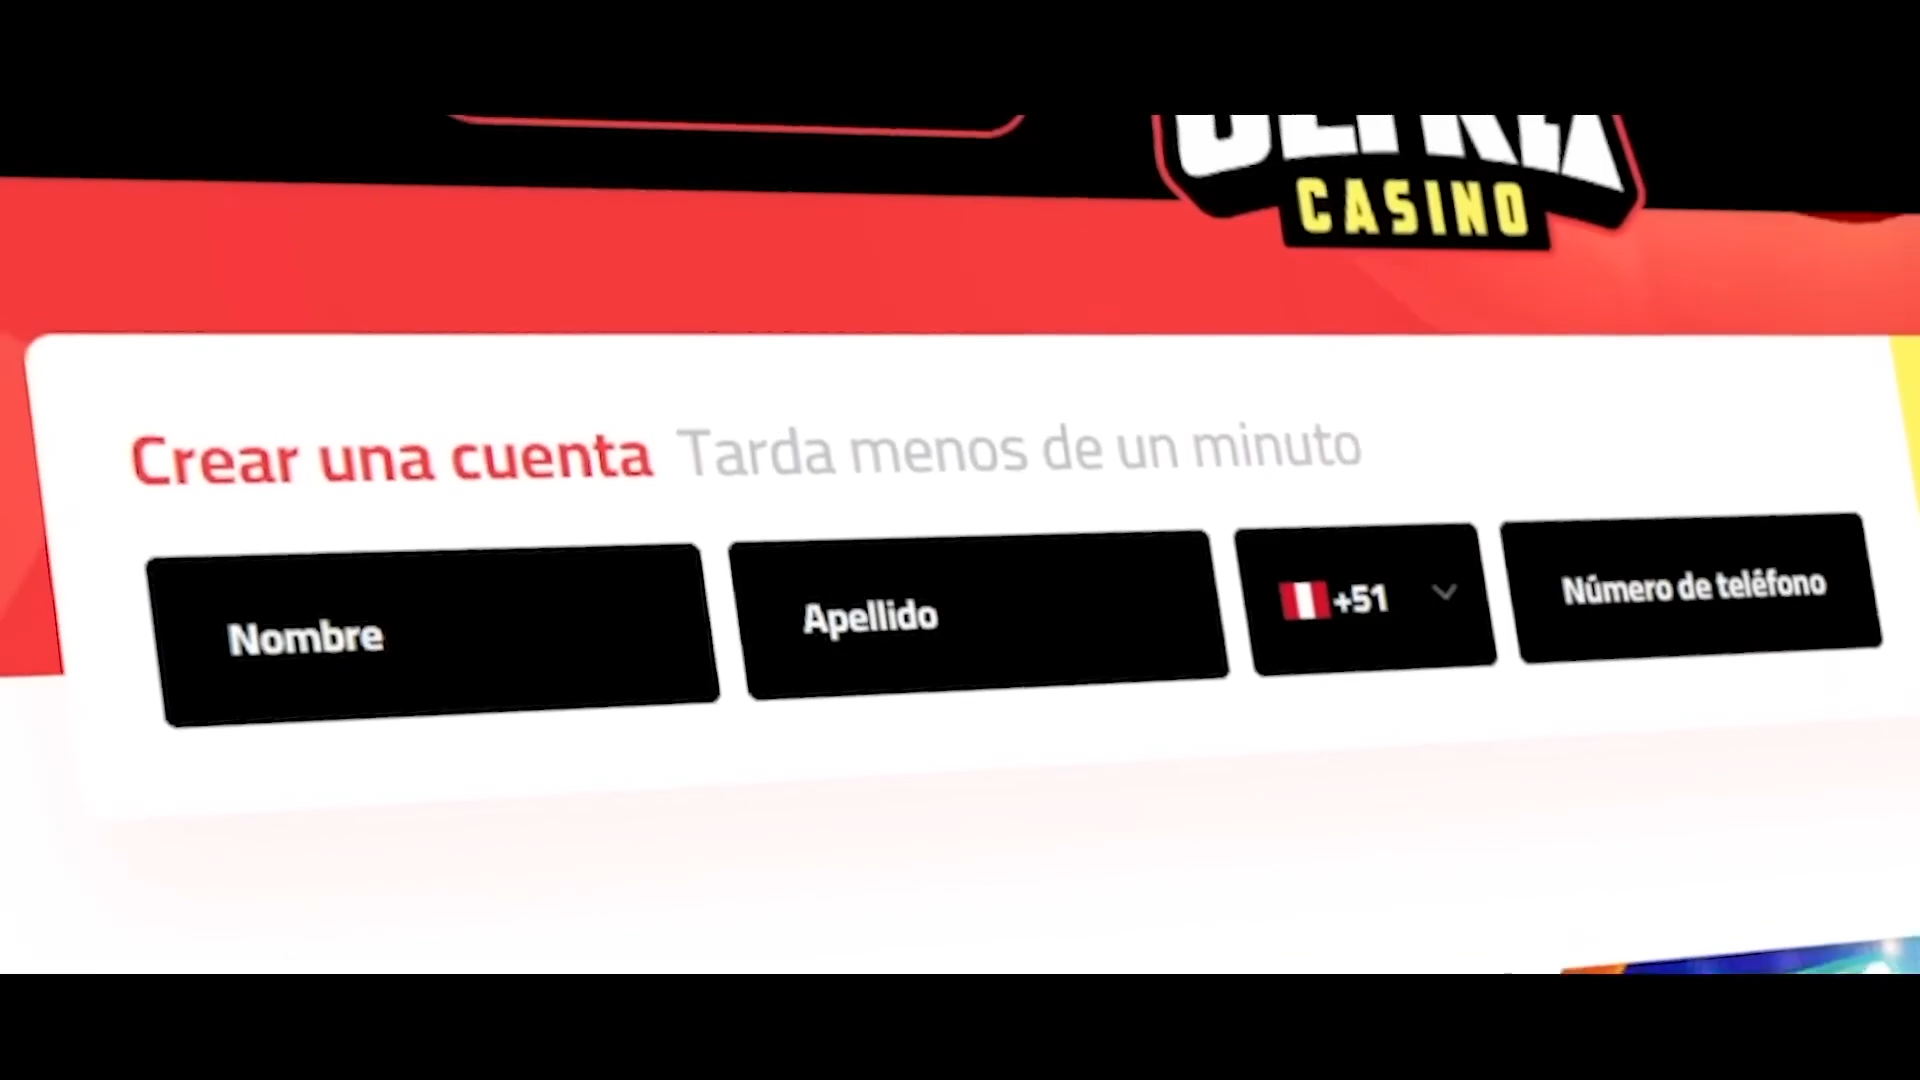 CASINO
Crear una cuenta Tarda menos de un minuto
Nombre
Apellido
+51
Número de teléfono